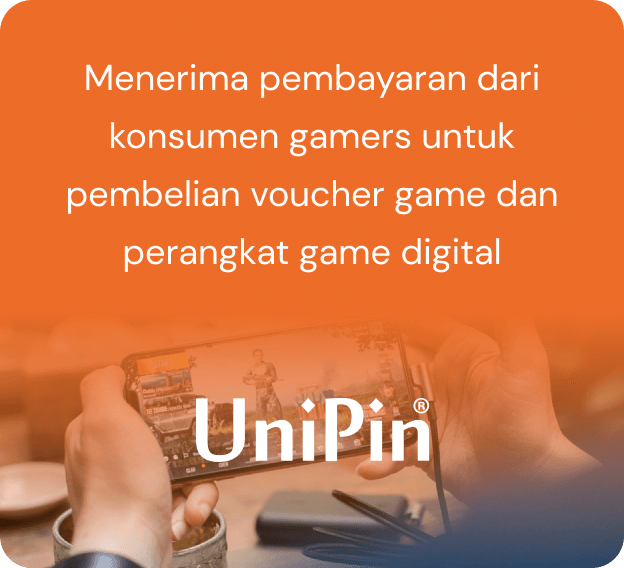 Menerima pembayaran dari
konsumen gamers untuk
pembelian voucher game dan
perangkat game digital
UniPin®